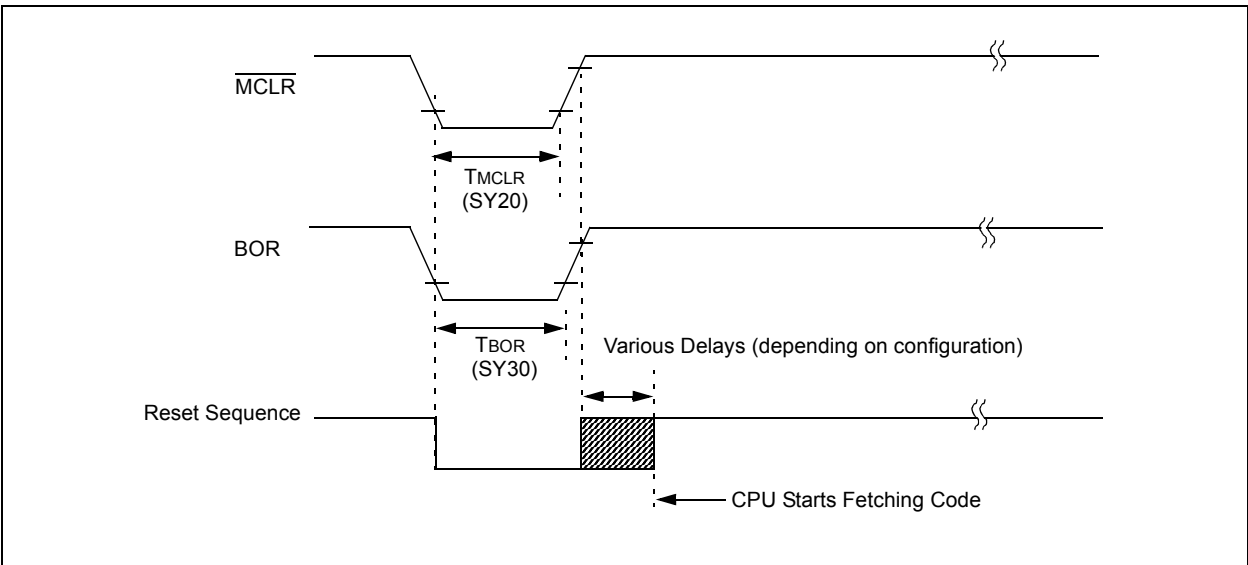 MCLR
TMCLR
(SY20)
BOR
TBOR
(SY30)
Various Delays (depending on configuration)
Reset Sequence
CPU Starts Fetching Code